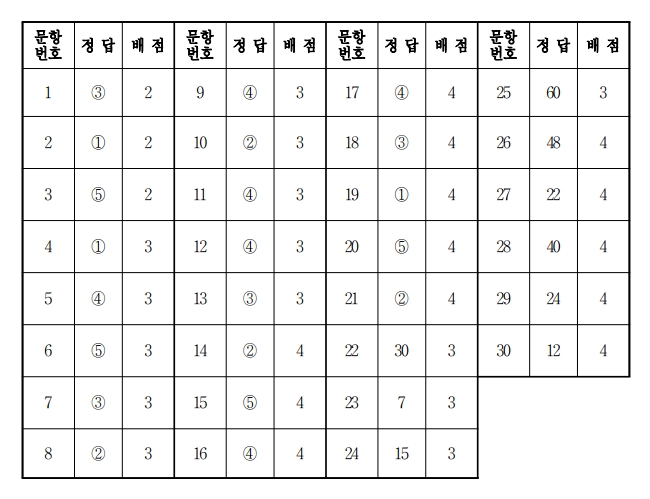 문항번호 정 답 배 점 문항번호 정 답 배 점 문항번호 정 답 배 점 문항번호 정 답 배 점
1 ③ 2 9 ④ 3 17 ④ 4 25 60 3
2 ① 2 10 ② 3 18 ③ 4 26 48 4
3 ⑤ 2 11 ④ 3 19 ① 4 27 22 4
4 ① 3 12 ④ 3 20 ⑤ 4 28 40 4
5 ④ 3 13 ③ 3 21 ② 4 29 24 4
6 ⑤ 3 14 ② 4 22 30 3 30 12 4
7 ③ 3 15 ⑤ 4 23 7 3
8 ② 3 16 ④ 4 24 15 3